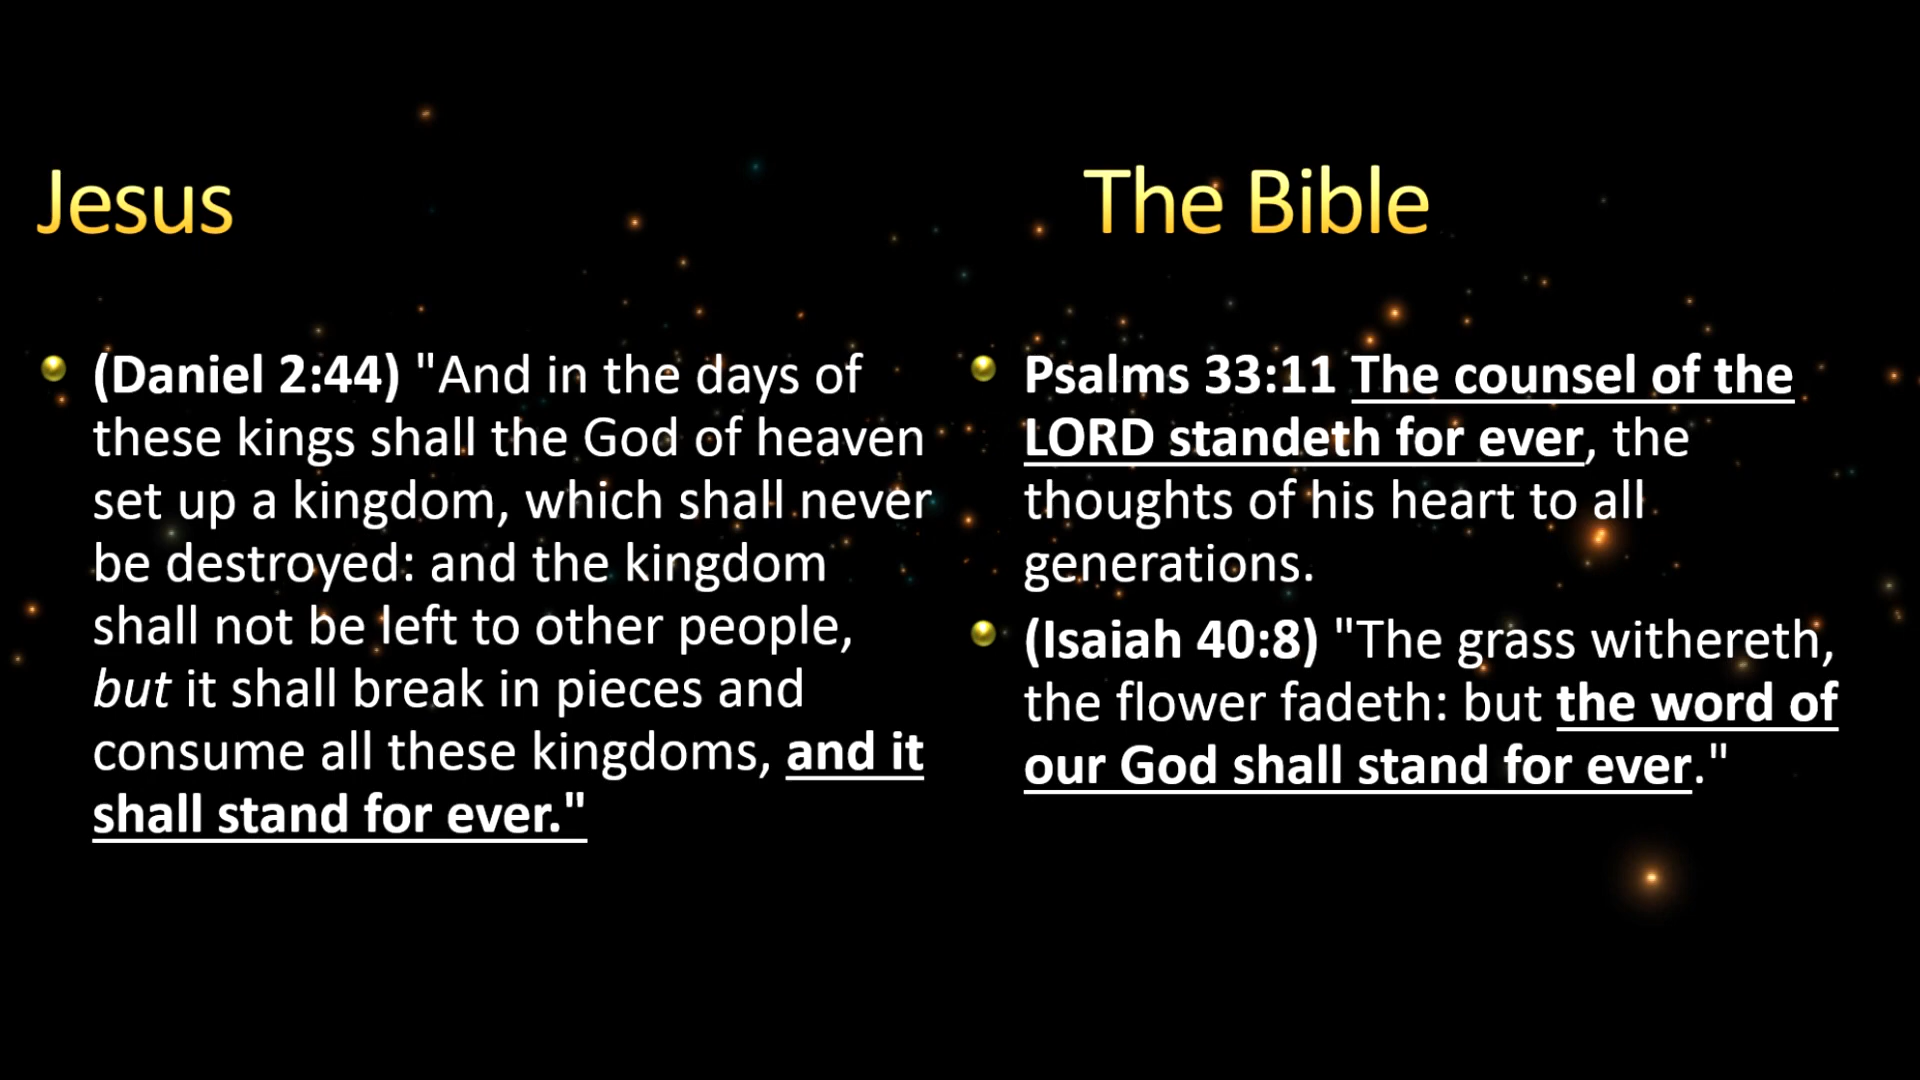 Jesus
(Daniel 2:44) "And in the days of
these kings shall the God of heaven
set up a kingdom, which shall never
be destroyed: and the kingdom
shall not be left to other people,
but it shall break in pieces and
consume all these kingdoms, and it
shall stand for ever."
The Bible
Psalms 33:11 The counsel of the
LORD standeth for ever, the
thoughts of his heart to all
generations.
(Isaiah 40:8) "The grass withereth,
the flower fadeth: but the word of
our God shall stand for ever."